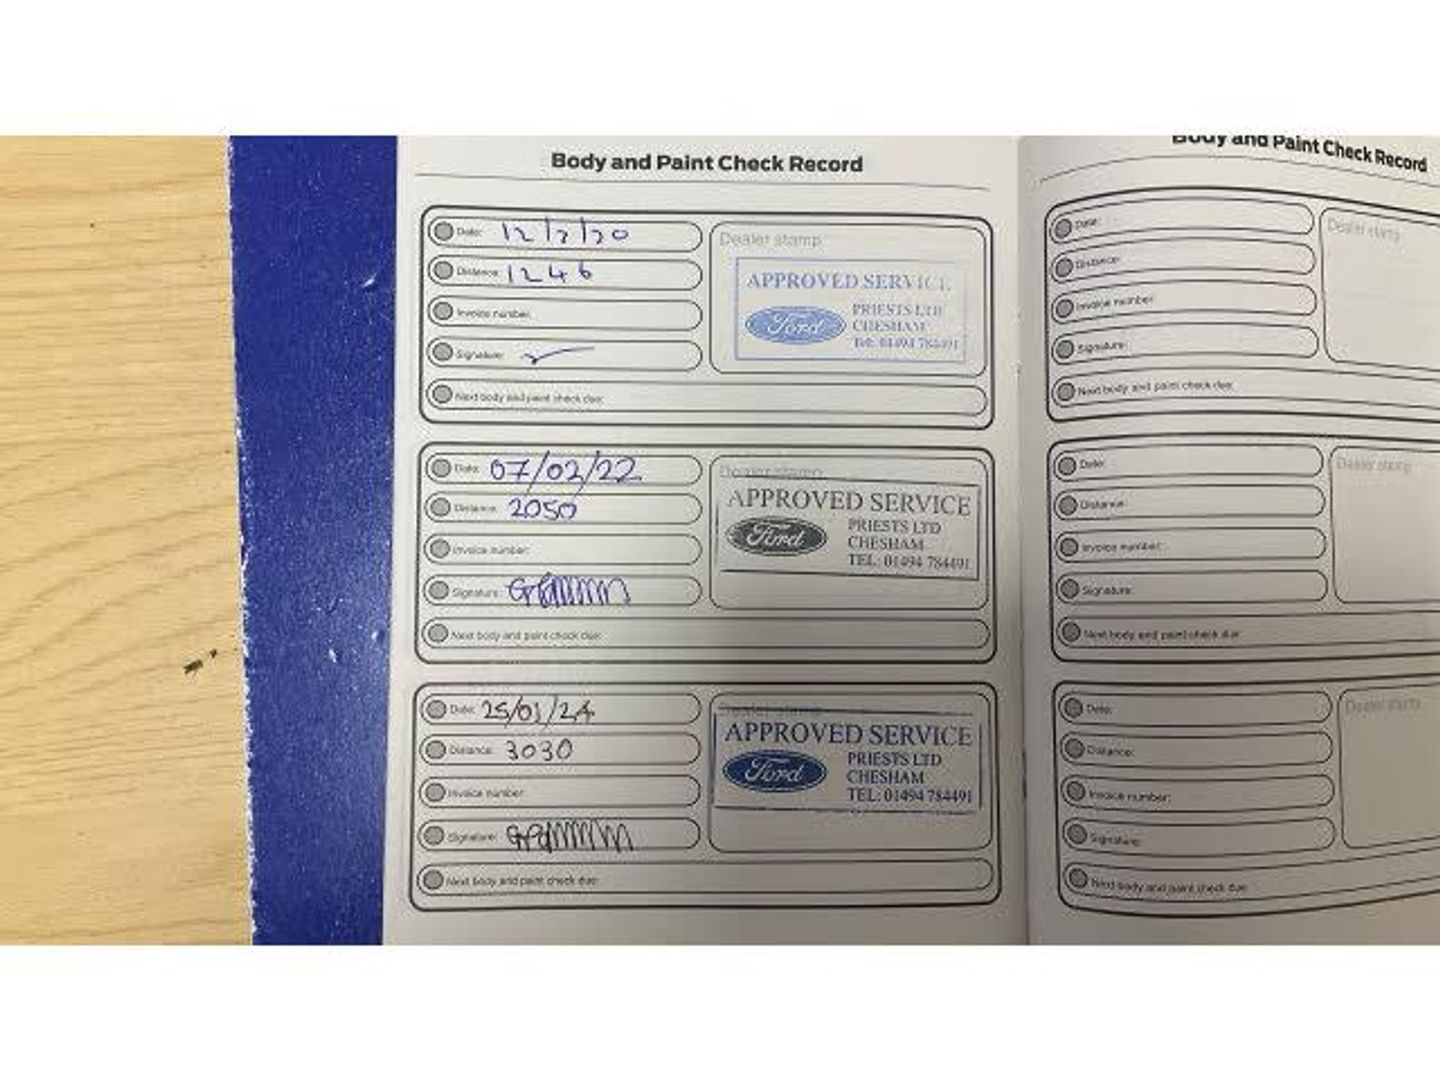 Body and Paint Check Record
Date: 12/2/20
Dealer stamp
Distance: 1246
APPROVED SERVICE
Ford
PRIESTS LTD
CHESHAM
Tel: 01494 784491
Invoice number:
Signature:
Next body and paint check due:
Date: 07/02/22
Dealer stamp
Distance: 2050
APPROVED SERVICE
Ford
PRIESTS LTD
CHESHAM
TEL: 01494 784491
Invoice number:
Signature:
Next body and paint check due:
Date: 25/01/24
Dealer stamp
Distance: 3030
APPROVED SERVICE
Ford
PRIESTS LTD
CHESHAM
TEL: 01494 784491
Invoice number:
Signature:
Next body and paint check due:
Body and Paint Check Record
Date:
Dealer stamp
Distance:
Invoice number:
Signature:
Next body and paint check due:
Date:
Dealer stamp
Distance:
Invoice number:
Signature:
Next body and paint check due:
Date:
Dealer stamp
Distance:
Invoice number:
Signature:
Next body and paint check due: